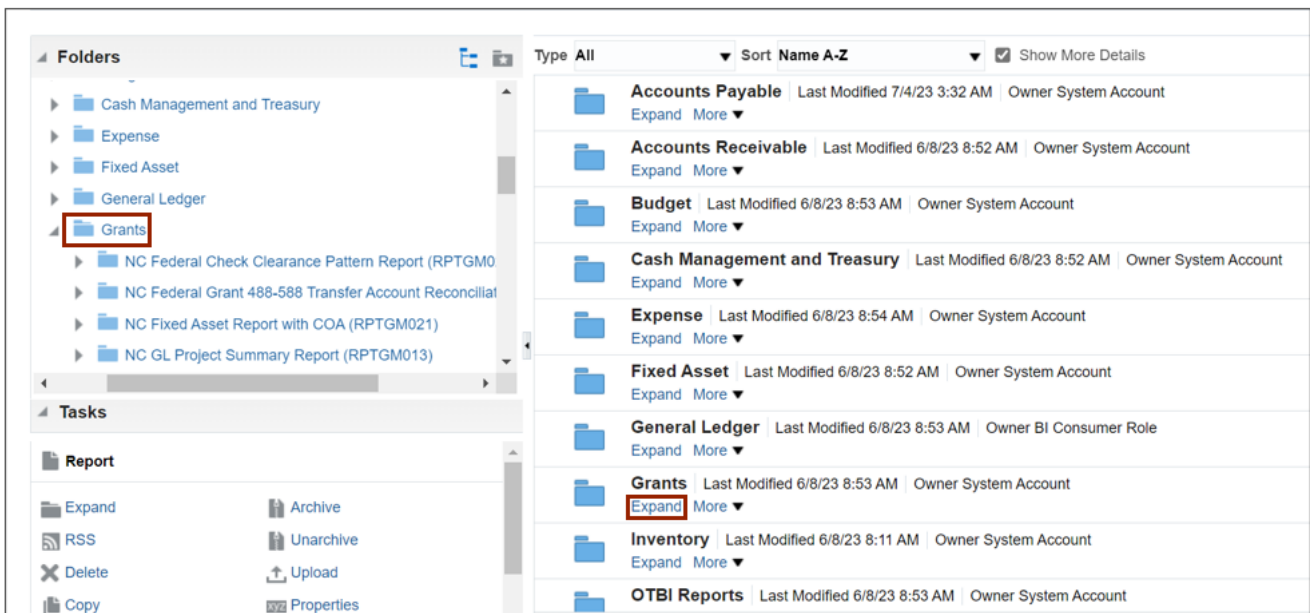 Folders
Cash Management and Treasury
Expense
Fixed Asset
General Ledger
Grants
NC Federal Check Clearance Pattern Report (RPTGM0
NC Federal Grant 488-588 Transfer Account Reconciliat
NC Fixed Asset Report with COA (RPTGM021)
NC GL Project Summary Report (RPTGM013)
Tasks
Report
Expand Archive
RSS Unarchive
Delete Upload
Copy xyz Properties
Type All Sort Name A-Z Show More Details
Accounts Payable Last Modified 7/4/23 3:32 AM Owner System Account
Expand More
Accounts Receivable Last Modified 6/8/23 8:52 AM Owner System Account
Expand More
Budget Last Modified 6/8/23 8:53 AM Owner System Account
Expand More
Cash Management and Treasury Last Modified 6/8/23 8:52 AM Owner System Account
Expand More
Expense Last Modified 6/8/23 8:54 AM Owner System Account
Expand More
Fixed Asset Last Modified 6/8/23 8:52 AM Owner System Account
Expand More
General Ledger Last Modified 6/8/23 8:53 AM Owner BI Consumer Role
Expand More
Grants Last Modified 6/8/23 8:53 AM Owner System Account
Expand More
Inventory Last Modified 6/8/23 8:11 AM Owner System Account
Expand More
OTBI Reports Last Modified 6/8/23 8:53 AM Owner System Account